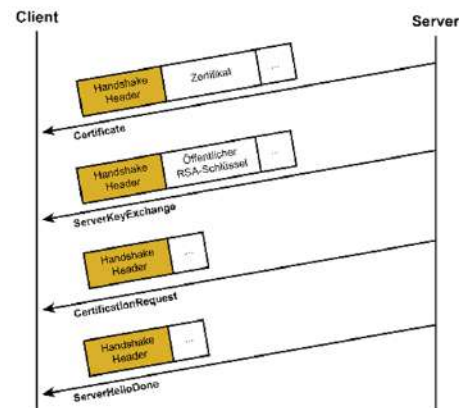 Client
Server
Handshake
Header
Zertifikat
...
Certificate
Handshake
Header
Öffentlicher
RSA-Schlüssel
...
ServerKeyExchange
Handshake
Header
...
CertificationRequest
Handshake
Header
...
ServerHelloDone